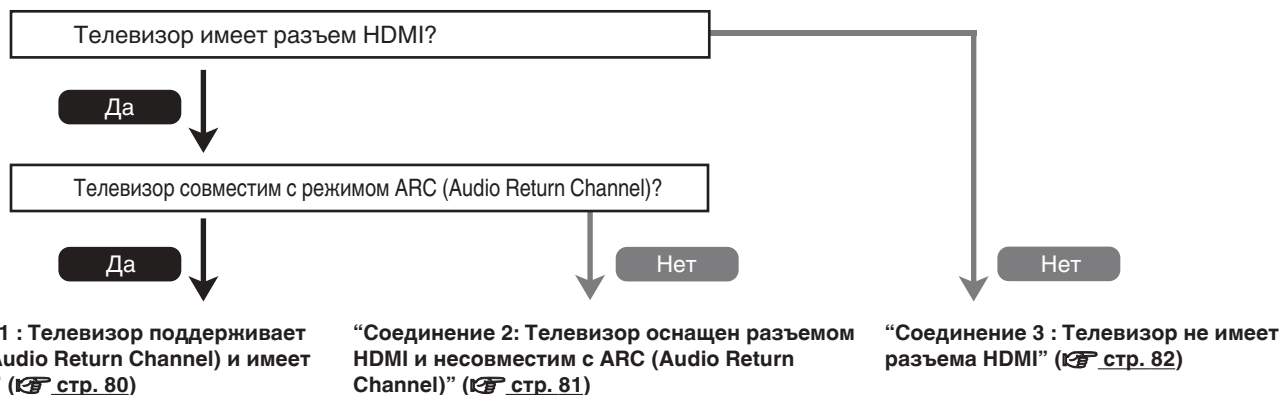 Телевизор имеет разъем HDMI?
Да
Телевизор совместим с режимом ARC (Audio Return Channel)?
Да
Нет
Нет
1 : Телевизор поддерживает
Audio Return Channel) и имеет
” (☞ стр. 80)
“Соединение 2: Телевизор оснащен разъемом
HDMI и несовместим с ARC (Audio Return
Channel)” (☞ стр. 81)
“Соединение 3 : Телевизор не имеет
разъема HDMI” (☞ стр. 82)